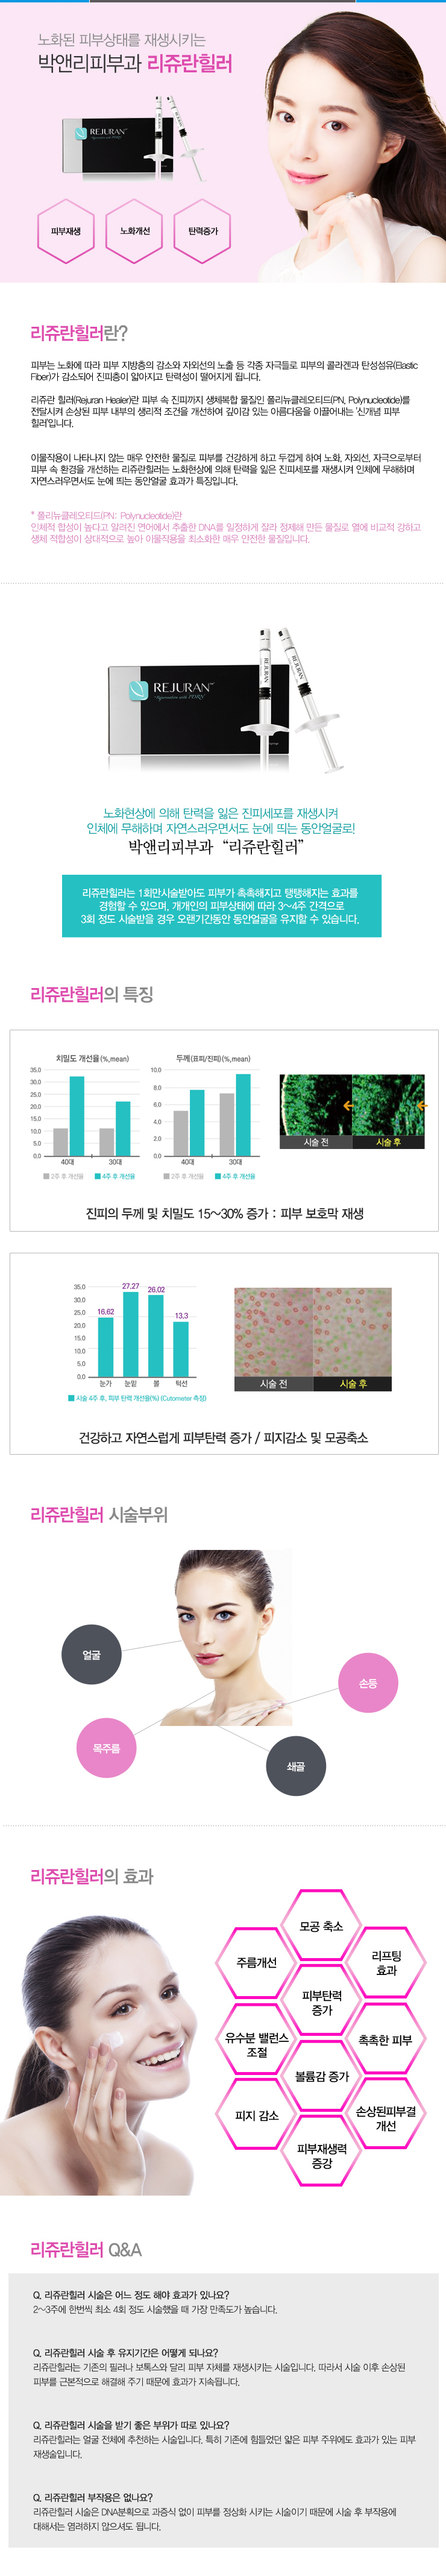 노화된 피부상태를 재생시키는
박앤리피부과 리쥬란힐러
REJURAN
피부재생
노화개선
탄력증가
리쥬란힐러란?
피부는 노화에 따라 피부 지방층의 감소와 자외선의 노출 등 각종 자극들로 피부의 콜라겐과 탄성섬유(Elastic
Fiber)가 감소되어 진피층이 얇아지고 탄력성이 떨어지게 됩니다.
리쥬란 힐러(Rejuran Healer)란 피부 속 진피까지 생체복합 물질인 폴리뉴클레오티드(PN, Polynucleotide)를
전달시켜 손상된 피부 내부의 생리적 조건을 개선하여 깊이감 있는 아름다움을 이끌어내는 '신개념 피부
힐러'입니다.
이물작용이 나타나지 않는 매우 안전한 물질로 피부를 건강하게 하고 두껍게 하여 노화, 자외선, 자극으로부터
피부 속 환경을 개선하는 리쥬란힐러는 노화현상에 의해 탄력을 잃은 진피세포를 재생시켜 인체에 무해하며
자연스러우면서도 눈에 띄는 동안얼굴 효과가 특징입니다.
* 폴리뉴클레오티드(PN: Polynucleotide)란
인체적 합성이 높다고 알려진 연어에서 추출한 DNA를 일정하게 잘라 정제해 만든 물질로 열에 비교적 강하고
생체 적합성이 상대적으로 높아 이물작용을 최소화한 매우 안전한 물질입니다.
REJURAN
Rejuvenation with PDRN
REJURAN
REJURAN
노화현상에 의해 탄력을 잃은 진피세포를 재생시켜
인체에 무해하며 자연스러우면서도 눈에 띄는 동안얼굴로!
박앤리피부과 “리쥬란힐러”
리쥬란힐러는 1회만시술받아도 피부가 촉촉해지고 탱탱해지는 효과를
경험할 수 있으며, 개개인의 피부상태에 따라 3~4주 간격으로
3회 정도 시술받을 경우 오랜기간동안 동안얼굴을 유지할 수 있습니다.
리쥬란힐러의 특징
치밀도 개선율 (%,mean)
35.0
30.0
25.0
20.0
15.0
10.0
5.0
0.0
40대
30대
2주 후 개선율
4주 후 개선율
두께(표피/진피) (%,mean)
10.0
8.0
6.0
4.0
2.0
0.0
40대
30대
2주 후 개선율
4주 후 개선율
시술 전
시술 후
진피의 두께 및 치밀도 15~30% 증가 : 피부 보호막 재생
35.0
30.0
25.0
20.0
15.0
10.0
5.0
0.0
16.62
27.27
26.02
13.3
눈가
눈밑
볼
턱선
시술 4주 후, 피부 탄력 개선율(%) (Cutometer 측정)
시술 전
시술 후
건강하고 자연스럽게 피부탄력 증가 / 피지감소 및 모공축소
리쥬란힐러 시술부위
얼굴
손등
목주름
쇄골
리쥬란힐러의 효과
모공 축소
주름개선
리프팅
효과
피부탄력
증가
유수분 밸런스
조절
촉촉한 피부
볼륨감 증가
피지 감소
손상된피부결
개선
피부재생력
증강
리쥬란힐러 Q&A
Q. 리쥬란힐러 시술은 어느 정도 해야 효과가 있나요?
2~3주에 한번씩 최소 4회 정도 시술했을 때 가장 만족도가 높습니다.
Q. 리쥬란힐러 시술 후 유지기간은 어떻게 되나요?
리쥬란힐러는 기존의 필러나 보톡스와 달리 피부 자체를 재생시키는 시술입니다. 따라서 시술 이후 손상된
피부를 근본적으로 해결해 주기 때문에 효과가 지속됩니다.
Q. 리쥬란힐러 시술을 받기 좋은 부위가 따로 있나요?
리쥬란힐러는 얼굴 전체에 추천하는 시술입니다. 특히 기존에 힘들었던 얇은 피부 주위에도 효과가 있는 피부
재생술입니다.
Q. 리쥬란힐러 부작용은 없나요?
리쥬란힐러 시술은 DNA분획으로 과증식 없이 피부를 정상화 시키는 시술이기 때문에 시술 후 부작용에
대해서는 염려하지 않으셔도 됩니다.